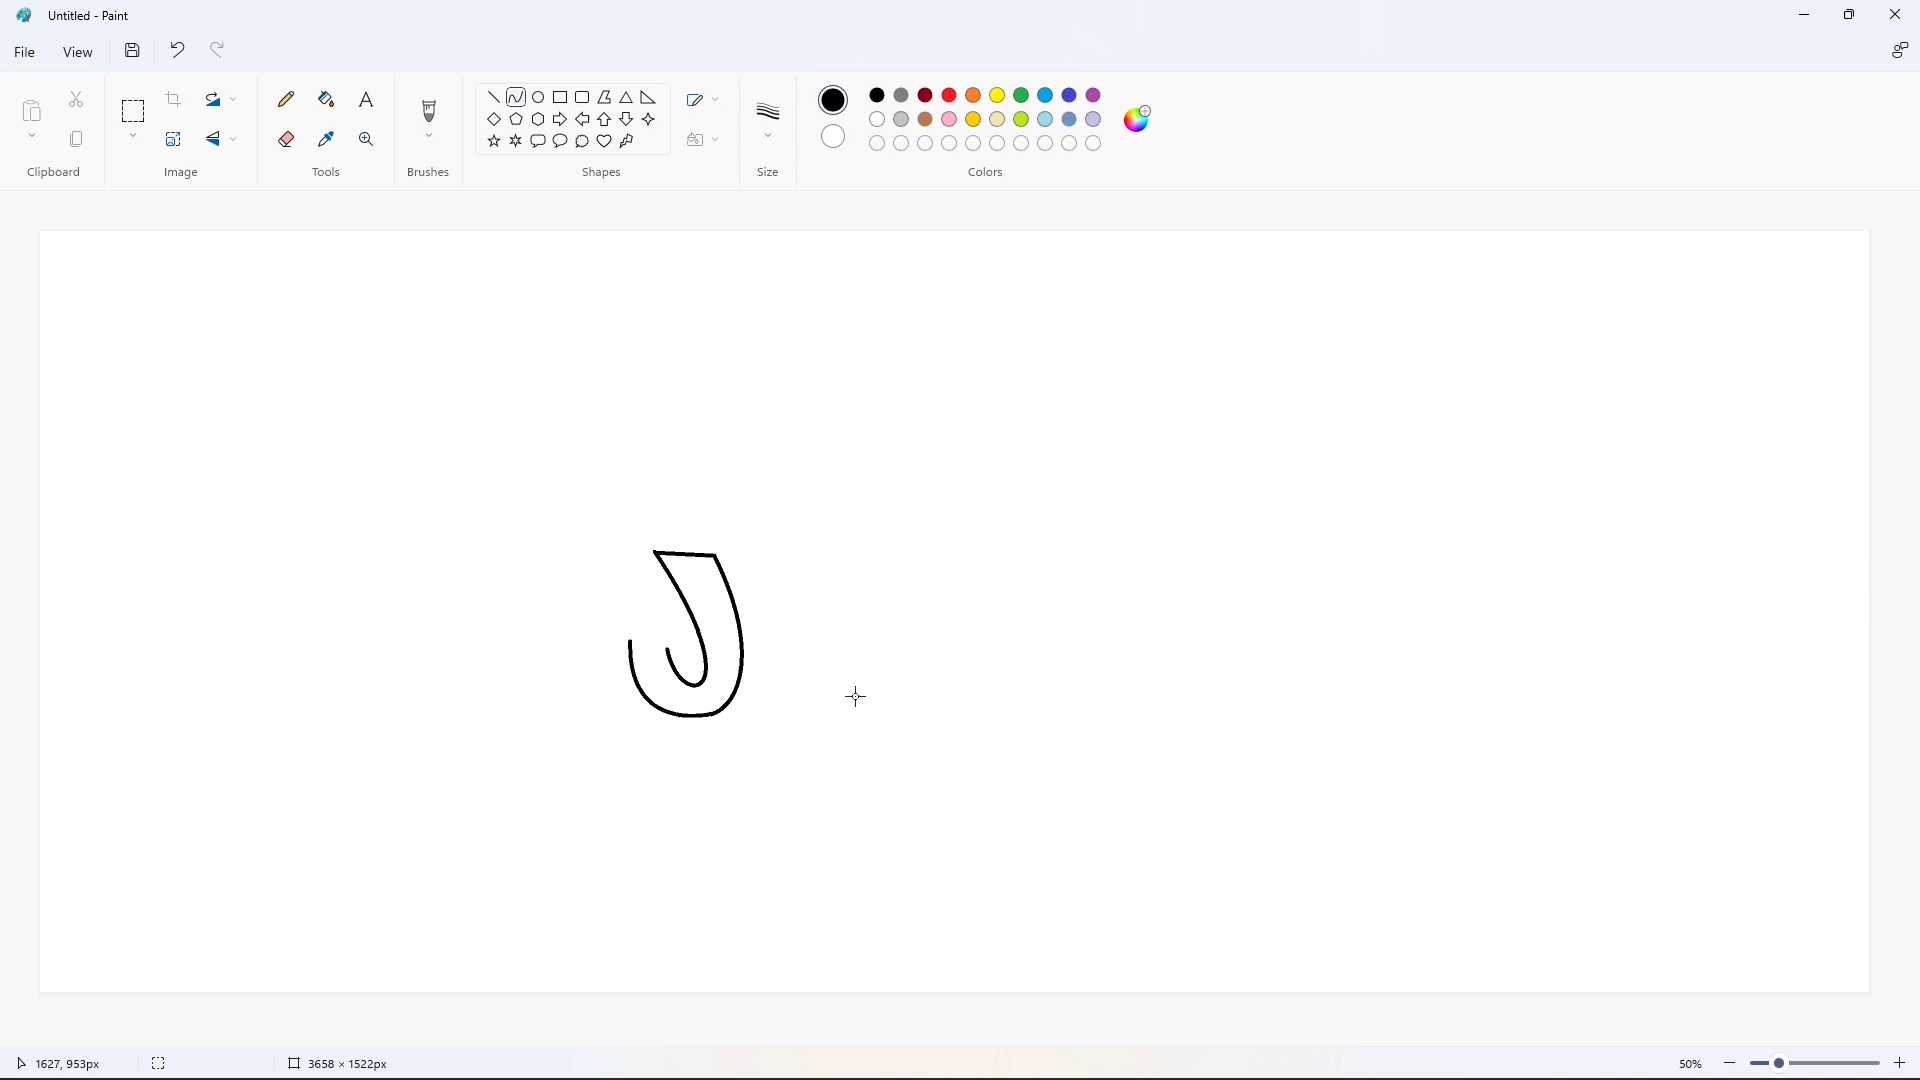 Untitled - Paint
File View
Clipboard
Image
Tools
Brushes
Shapes
Size
Colors
1627, 953px
3658 × 1522px
50%